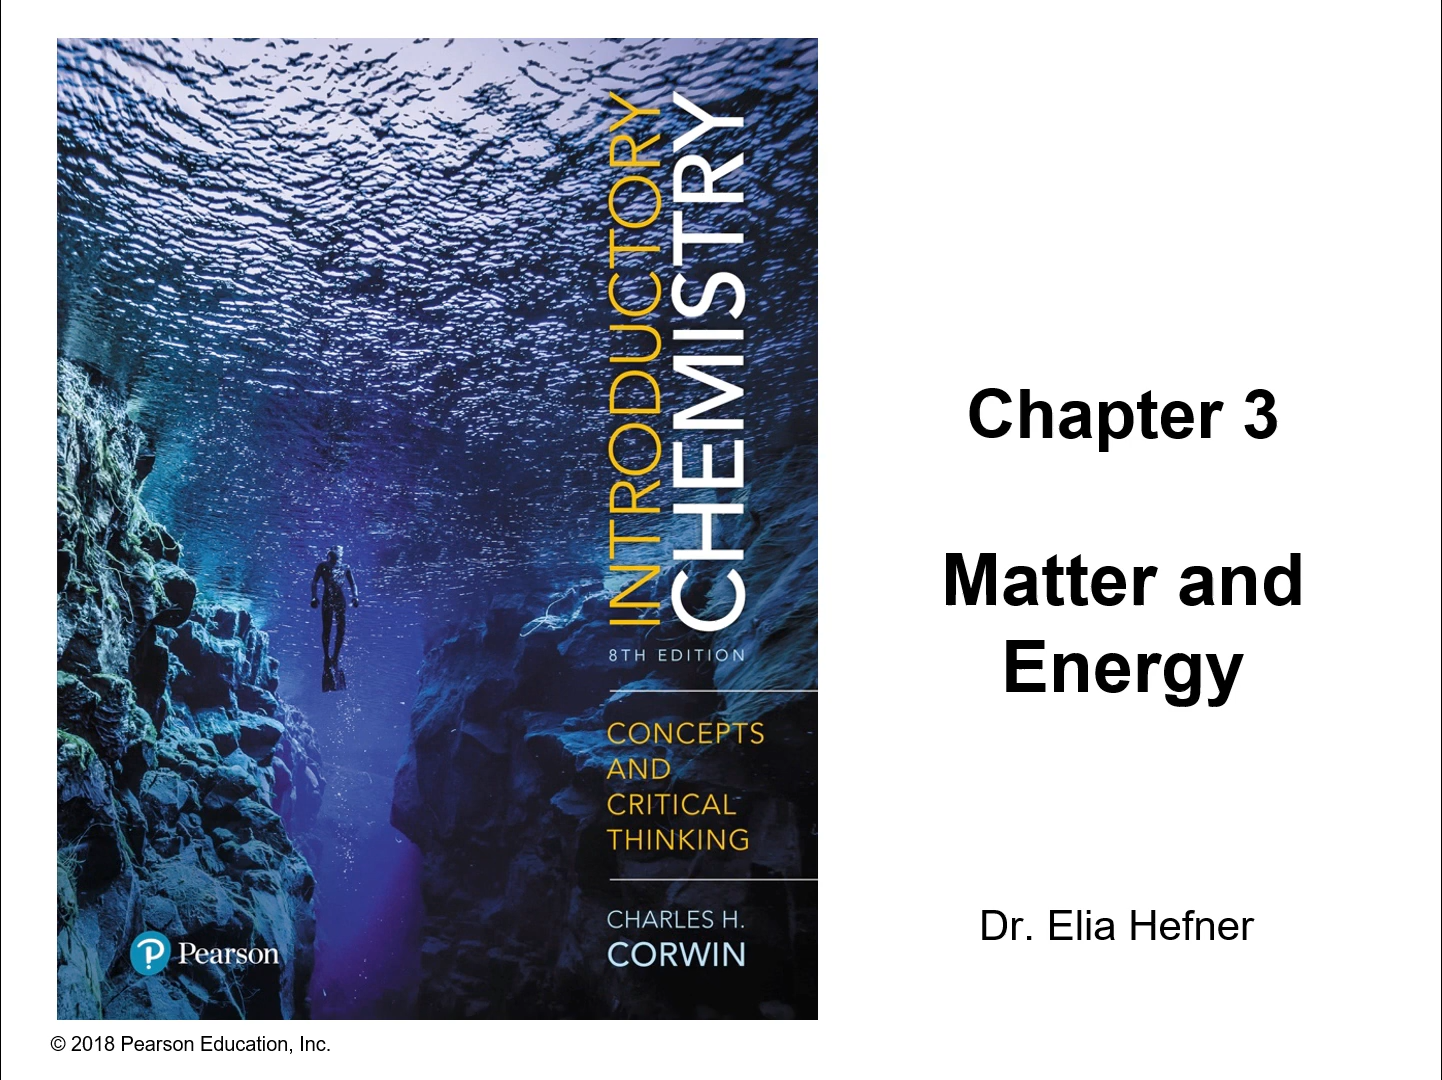 INTRODUCTORY
CHEMISTRY
8TH EDITION
CONCEPTS
AND
CRITICAL
THINKING
CHARLES H.
CORWIN
Pearson
© 2018 Pearson Education, Inc.
Chapter 3
Matter and
Energy
Dr. Elia Hefner